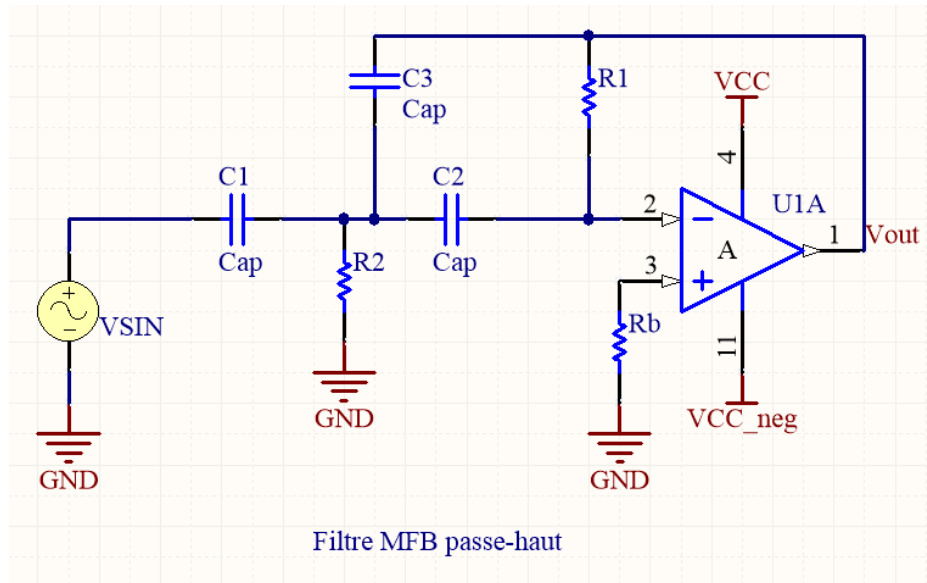 C3
Cap
R1
VCC
4
C1
C2
2
U1A
1
Vout
A
Cap
R2
Cap
3
Rb
VSIN
11
GND
VCC_neg
GND
GND
Filtre MFB passe-haut